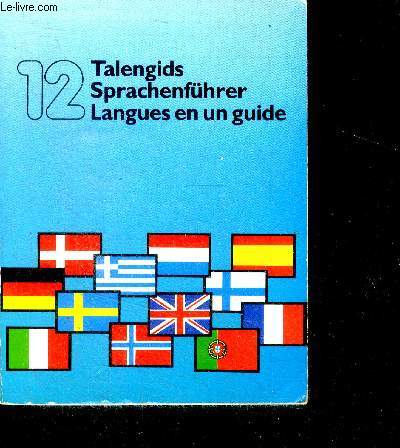 Le-livre.com
12 Talengids
Sprachenführer
Langues en un guide